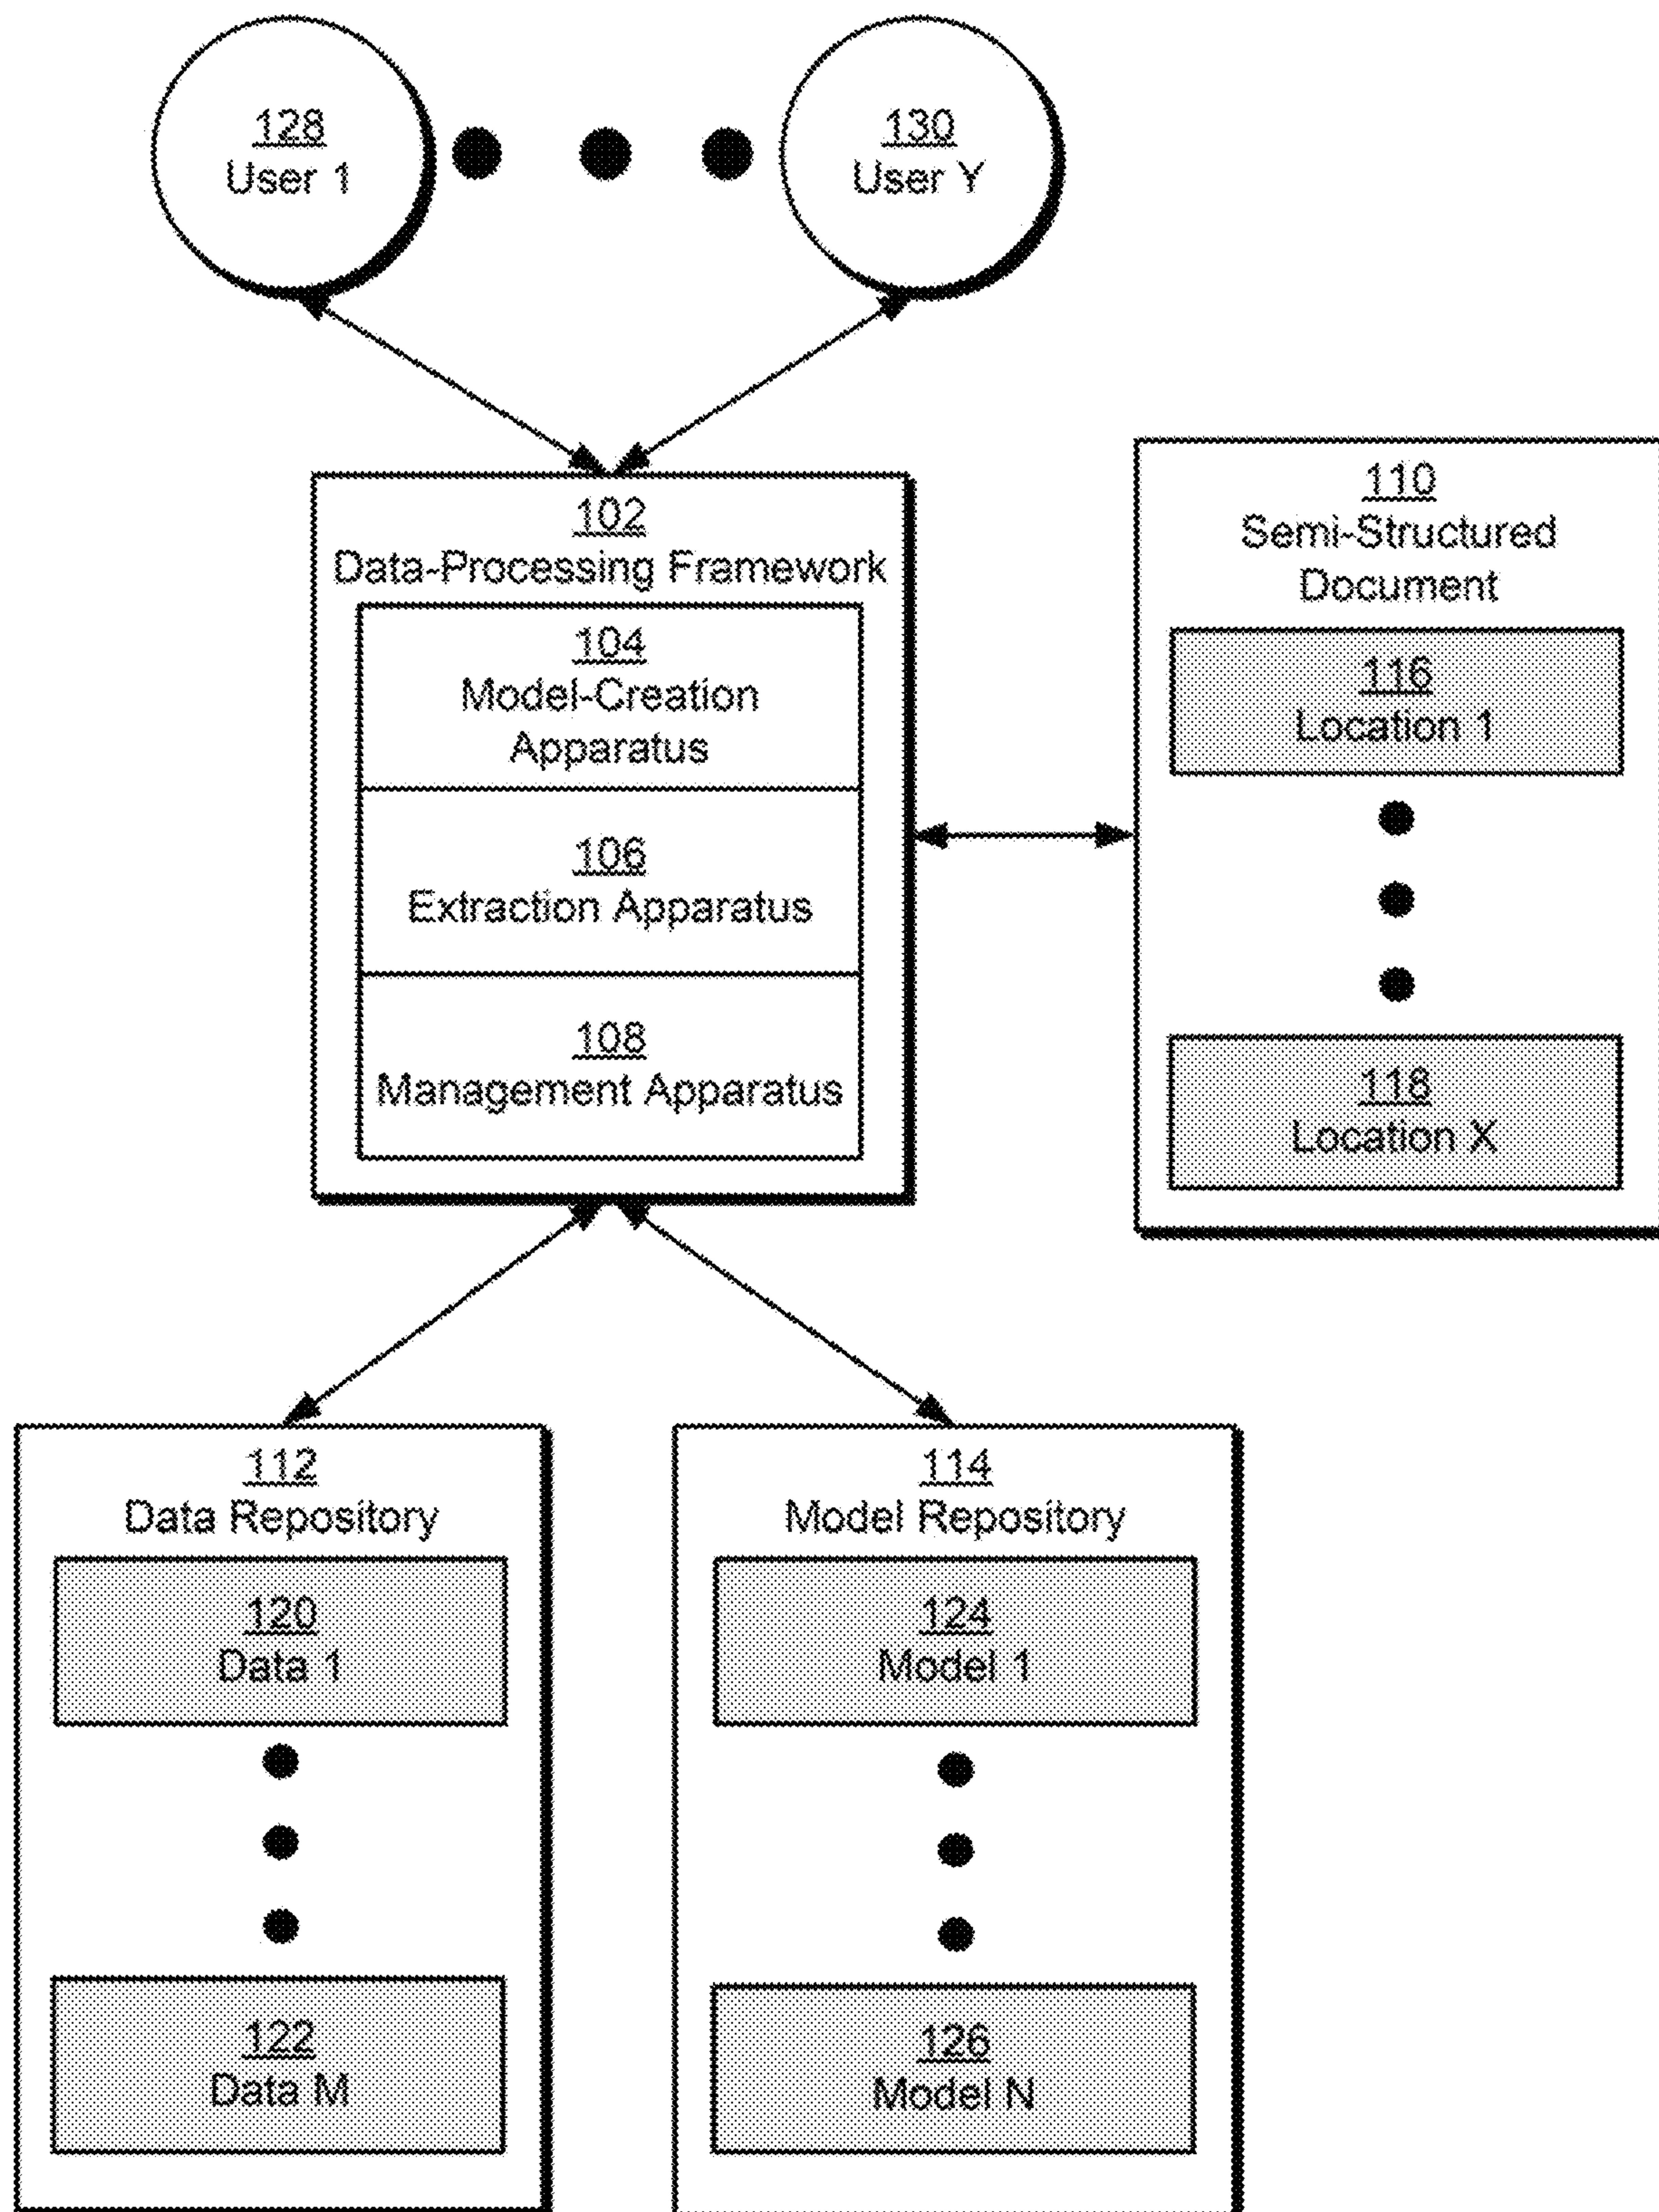 128
User 1
130
User Y
102
Data-Processing Framework
104
Model-Creation
Apparatus
106
Extraction Apparatus
108
Management Apparatus
110
Semi-Structured
Document
116
Location 1
118
Location X
112
Data Repository
120
Data 1
122
Data M
114
Model Repository
124
Model 1
126
Model N